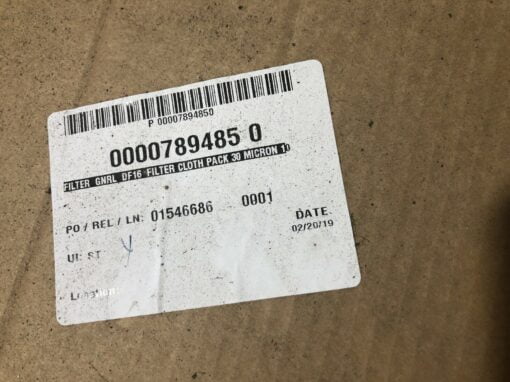 P 00007894850
0000789485 0
FILTER GNRL DF16 FILTER CLOTH PACK 30 MICRON 10
PO / REL / LN: 01546686 0001
DATE
02/20/19
UI: ST Y